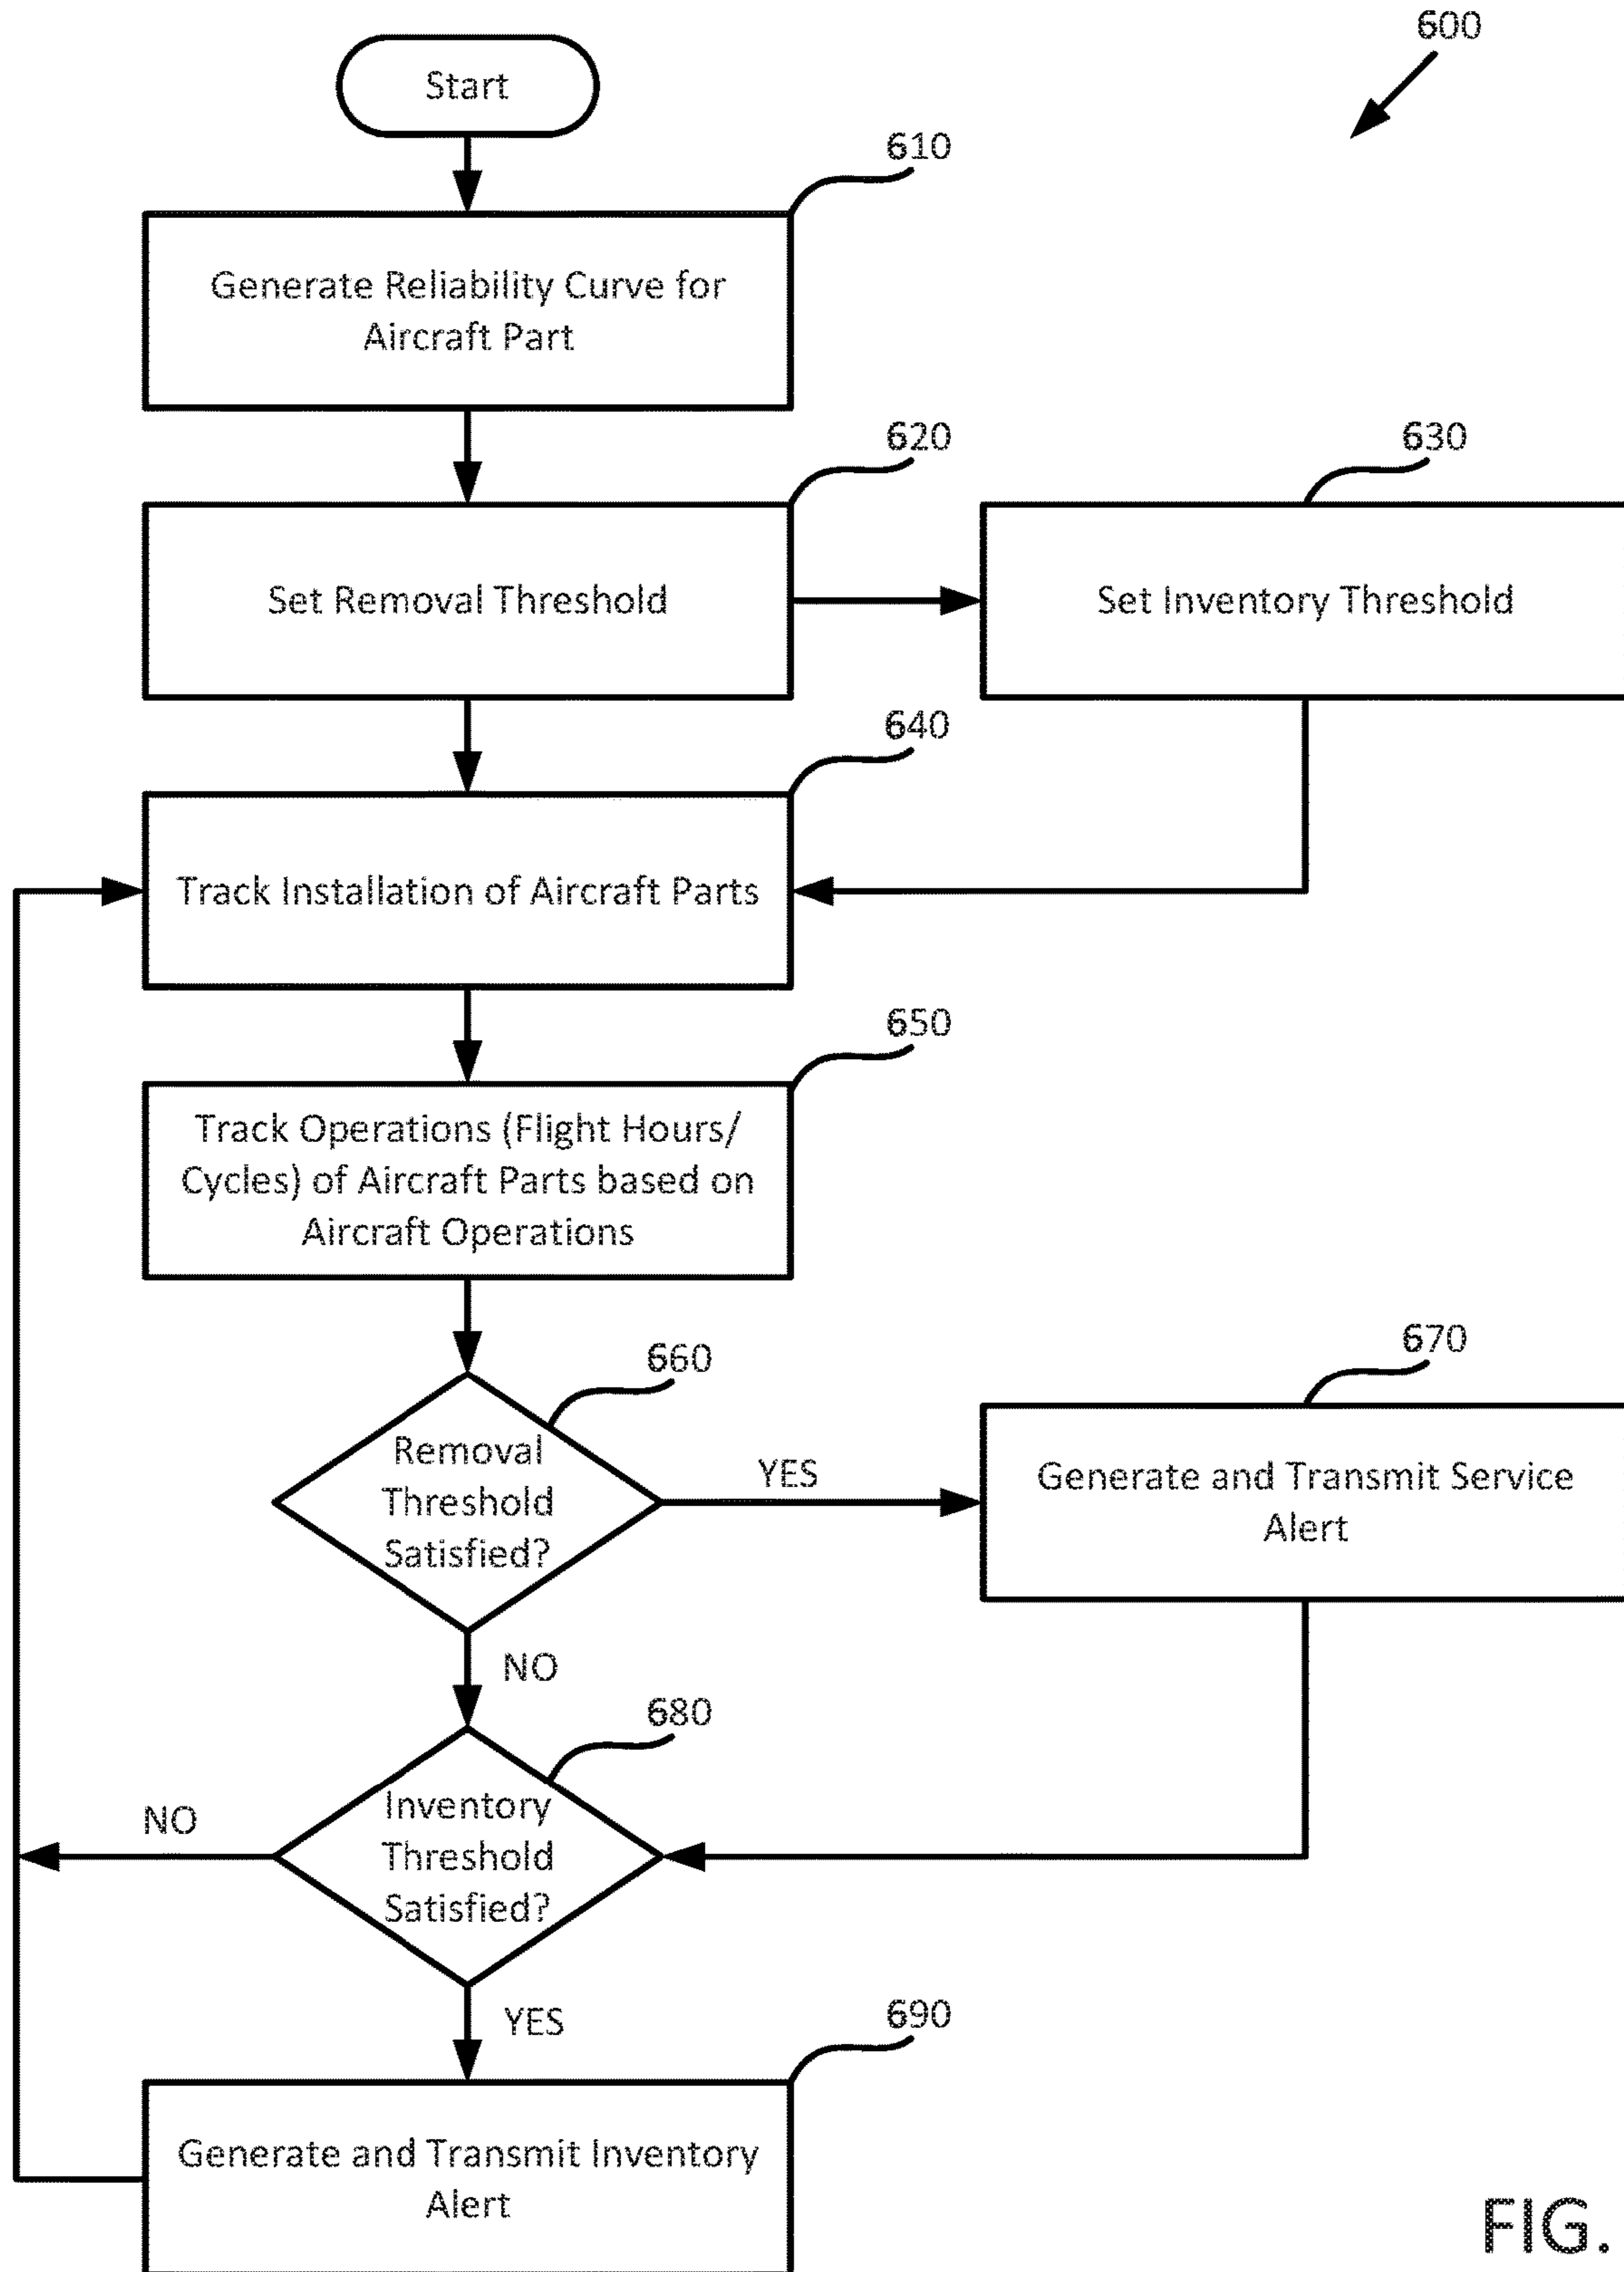 600
Start
610
Generate Reliability Curve for
Aircraft Part
620
630
Set Removal Threshold
Set Inventory Threshold
640
Track Installation of Aircraft Parts
650
Track Operations (Flight Hours/
Cycles) of Aircraft Parts based on
Aircraft Operations
660
670
Removal
Threshold
Satisfied?
YES
Generate and Transmit Service
Alert
NO
680
Inventory
Threshold
Satisfied?
NO
YES
690
Generate and Transmit Inventory
Alert
FIG.